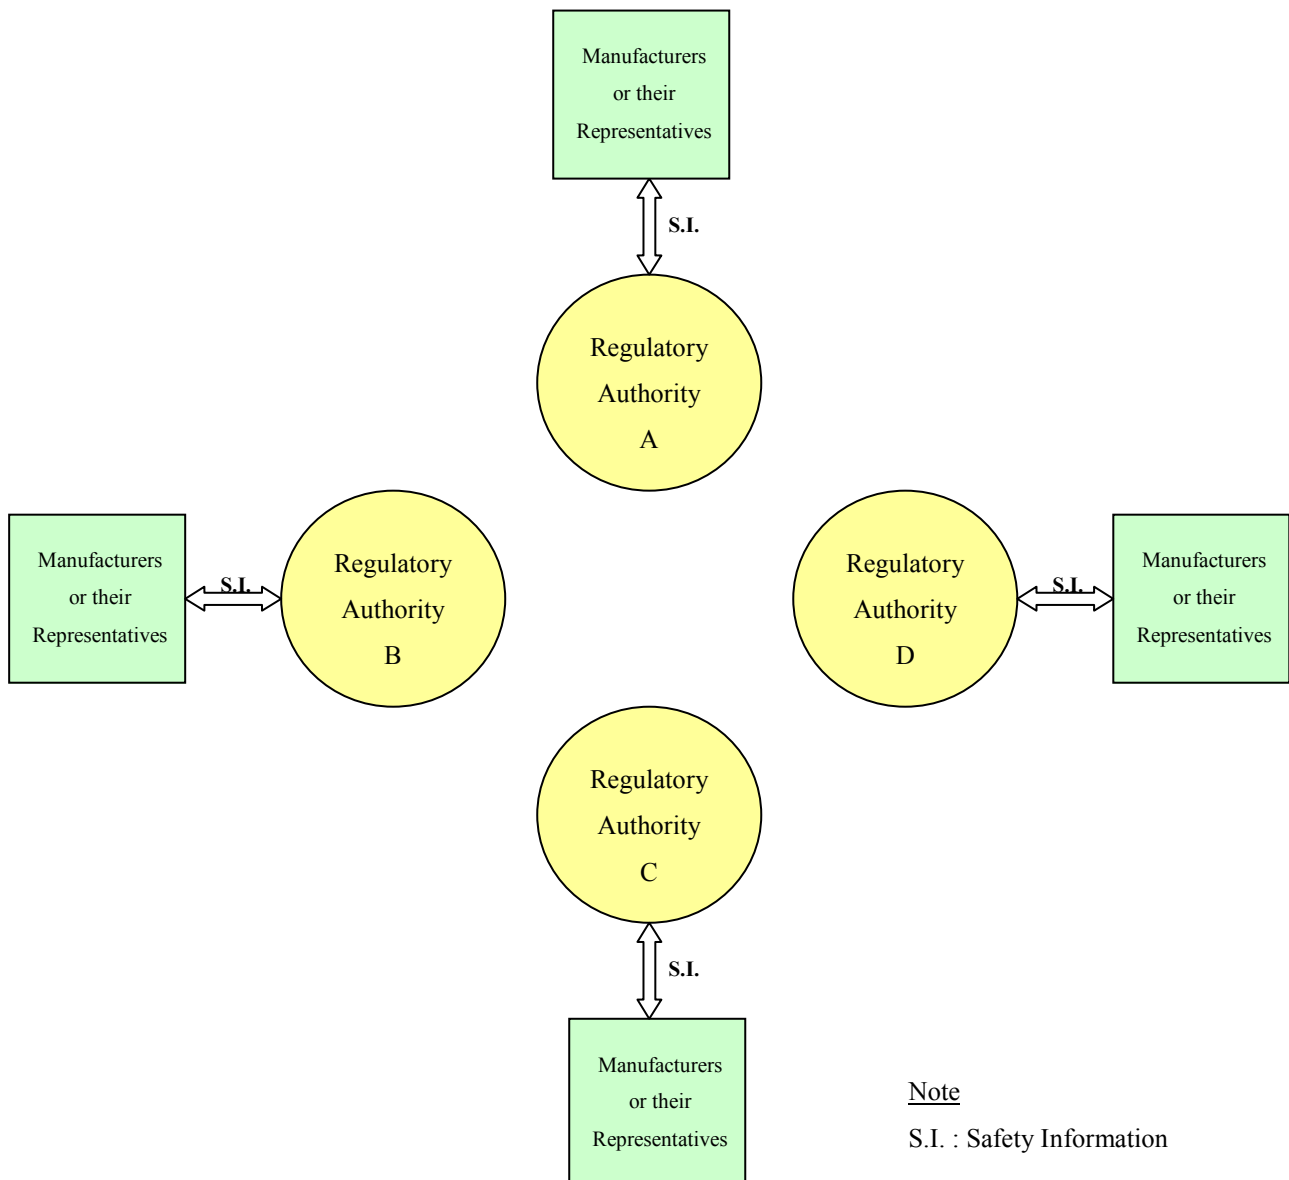 Manufacturers
or their
Representatives
S.I.
Regulatory
Authority
A
Manufacturers
or their
Representatives
S.I.
Regulatory
Authority
B
Regulatory
Authority
D
S.I.
Manufacturers
or their
Representatives
Regulatory
Authority
C
S.I.
Manufacturers
or their
Representatives
Note
S.I. : Safety Information